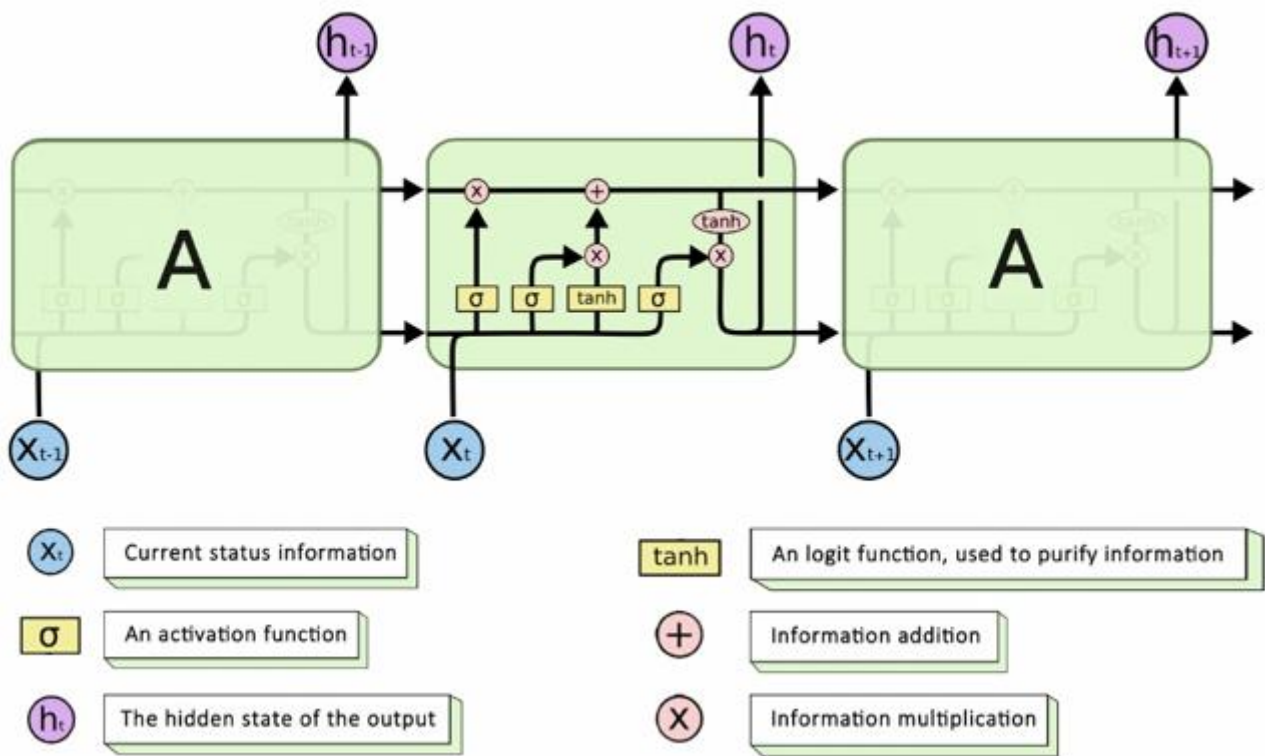 ht-1 ht ht+1
x + x +
tanh x tanh tanh
A x x A x
σ σ σ σ σ tanh σ σ σ σ
Xt-1 Xt Xt+1
Xt Current status information
tanh An logit function, used to purify information
σ An activation function
+ Information addition
ht The hidden state of the output
x Information multiplication